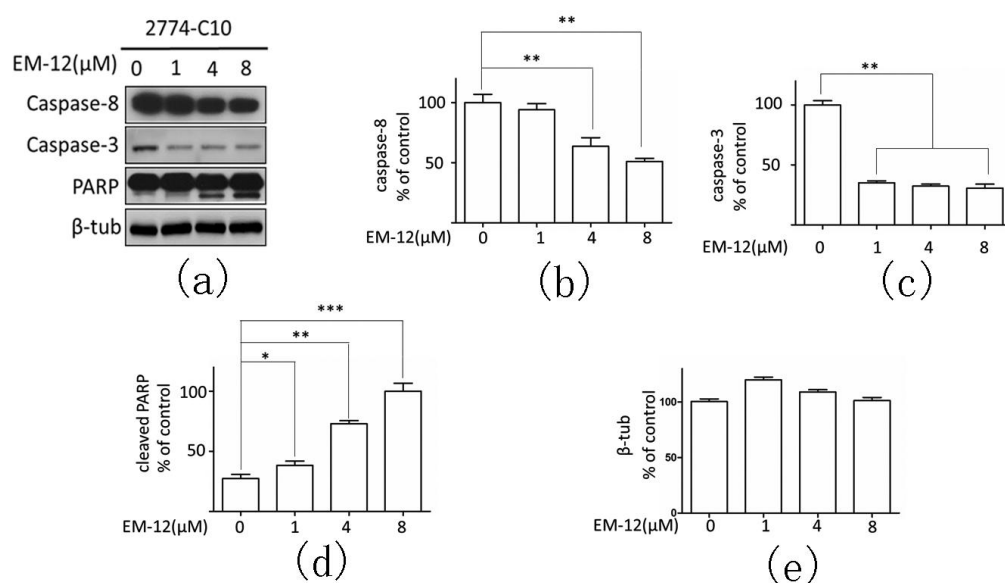 2774-C10
EM-12(μM) 0 1 4 8
Caspase-8
Caspase-3
PARP
β-tub
(a)
**
**
caspase-8
% of control
100
50
EM-12(μM) 0 1 4 8
(b)
**
caspase-3
% of control
100
50
EM-12(μM) 0 1 4 8
(c)
***
**
*
cleaved PARP
% of control
100
50
EM-12(μM) 0 1 4 8
(d)
β-tub
% of control
100
100
0
EM-12(μM) 0 1 4 8
(e)